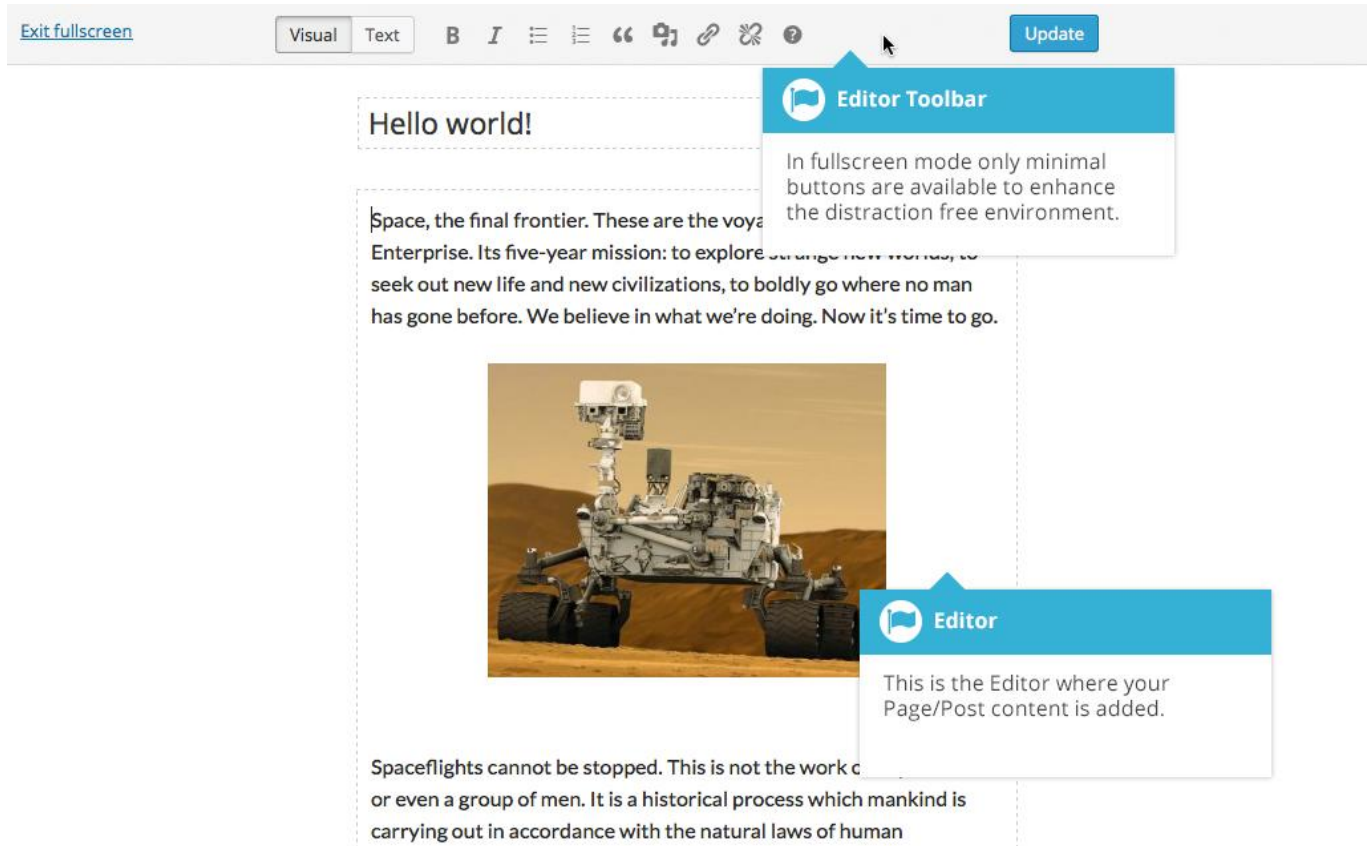 Exit fullscreen
Visual Text B I “ ?
Update
Editor Toolbar
In fullscreen mode only minimal
buttons are available to enhance
the distraction free environment.
Hello world!
Space, the final frontier. These are the
Enterprise. Its five-year mission: to explore strange new worlds, to
seek out new life and new civilizations, to boldly go where no man
has gone before. We believe in what we're doing. Now it's time to go.
Editor
This is the Editor where your
Page/Post content is added.
Spaceflights cannot be stopped. This is not the work
or even a group of men. It is a historical process which mankind is
carrying out in accordance with the natural laws of human